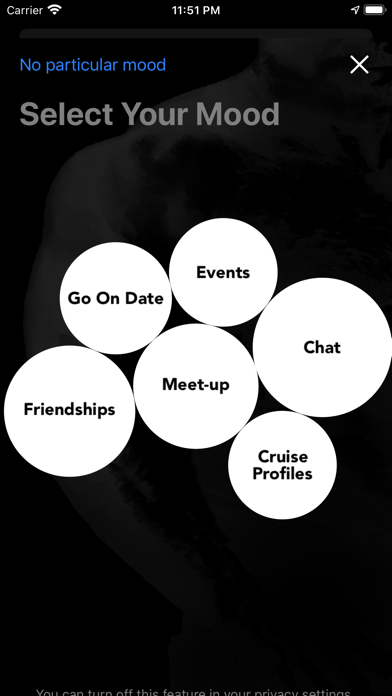 Carrier 11:51 PM
No particular mood
Select Your Mood
Events
Go On Date
Chat
Meet-up
Friendships
Cruise
Profiles
You can turn off this feature in your privacy settings